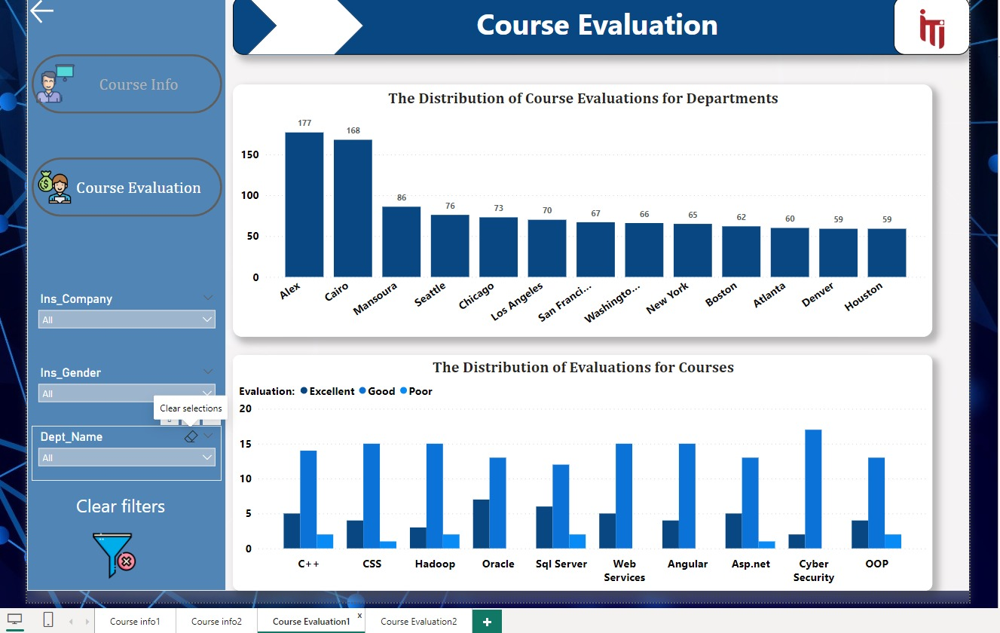 Course Evaluation
iTi
Course Info
Course Evaluation
Ins_Company
All
Ins_Gender
All
Clear selections
Dept_Name
All
Clear filters
The Distribution of Course Evaluations for Departments
177
168
86
76
73
70
67
66
65
62
60
59
59
150
100
50
0
Alex
Cairo
Mansoura
Seattle
Chicago
Los Angeles
San Franci...
Washingto...
New York
Boston
Atlanta
Denver
Houston
The Distribution of Evaluations for Courses
Evaluation: Excellent Good Poor
20
15
10
5
0
C++
CSS
Hadoop
Oracle
Sql Server
Web
Services
Angular
Asp.net
Cyber
Security
OOP
Course info1
Course info2
Course Evaluation1
x
Course Evaluation2
+